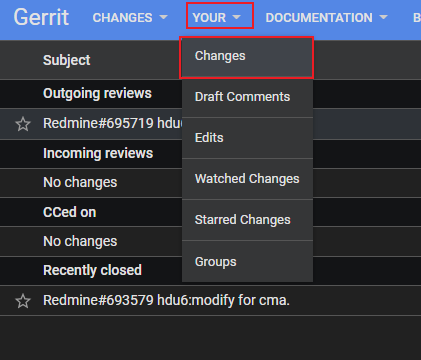 Gerrit CHANGES YOUR DOCUMENTATION B
Subject
Changes
Outgoing reviews
Draft Comments
Redmine#695719 hdu
Edits
Incoming reviews
No changes
Watched Changes
CCed on
Starred Changes
No changes
Groups
Recently closed
Redmine#693579 hdu6:modify for cma.